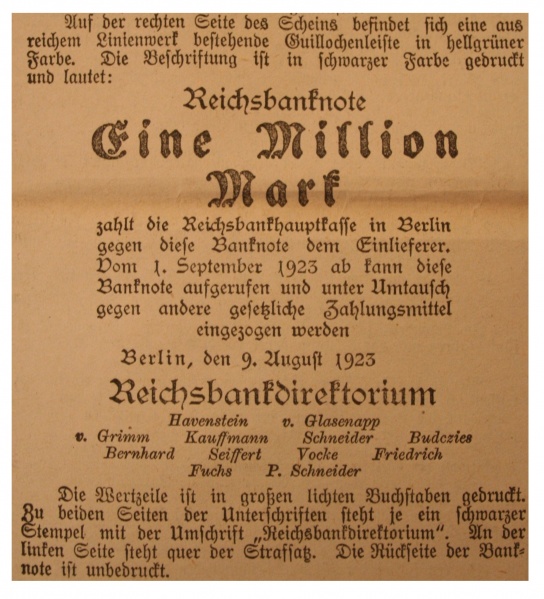 Auf der rechten Seite des Scheins befindet sich eine aus
reichem Linienwerk bestehende Guillochenleiste in hellgrüner
Farbe. Die Beschriftung ist in schwarzer Farbe gedruckt
und lautet:
Reichsbanknote
Eine Million
Mark
zahlt die Reichsbankhauptkasse in Berlin
gegen diese Banknote dem Einlieferer.
Vom 1. September 1923 ab kann diese
Banknote aufgerufen und unter Umtausch
gegen andere gesetzliche Zahlungsmittel
eingezogen werden
Berlin, den 9. August 1923
Reichsbankdirektorium
Havenstein v. Glasenapp
v. Grimm Kauffmann Schneider Budczies
Bernhard Seiffert Vocke Friedrich
Fuchs P. Schneider
Die Wertzeile ist in großen lichten Buchstaben gedruckt.
Zu beiden Seiten der Unterschriften steht je ein schwarzer
Stempel mit der Umschrift „Reichsbankdirektorium“. An der
linken Seite steht quer der Strafsatz. Die Rückseite der Bank-
note ist unbedruckt.